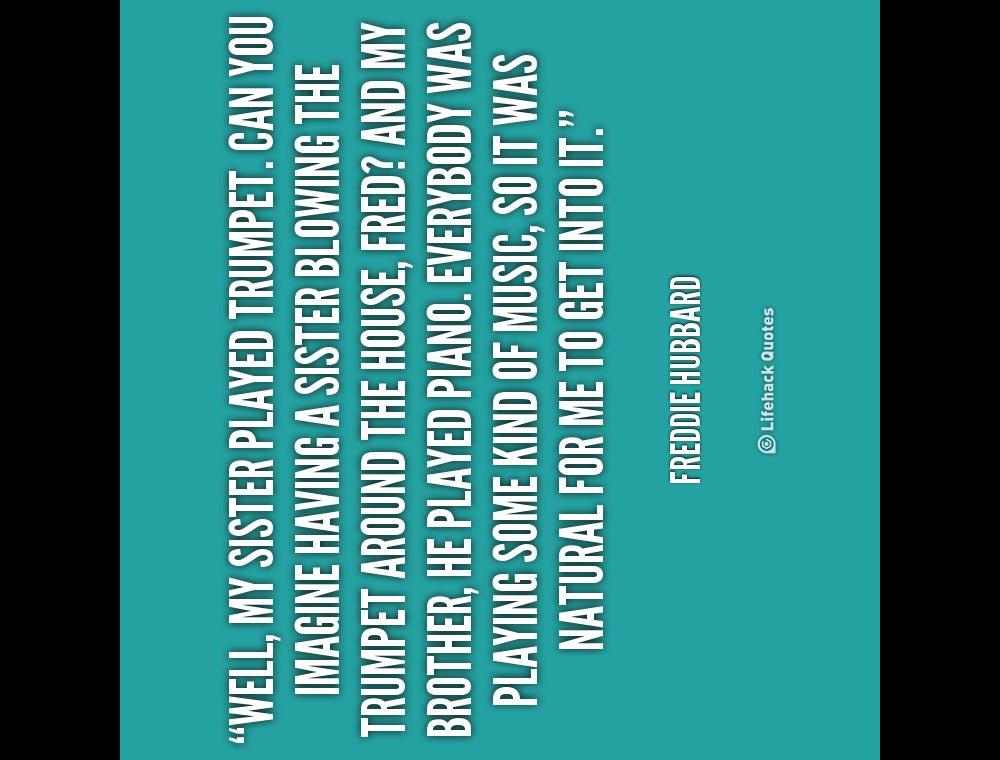 “WELL, MY SISTER PLAYED TRUMPET. CAN YOU
IMAGINE HAVING A SISTER BLOWING THE
TRUMPET AROUND THE HOUSE, FRED? AND MY
BROTHER, HE PLAYED PIANO. EVERYBODY WAS
PLAYING SOME KIND OF MUSIC, SO IT WAS
NATURAL FOR ME TO GET INTO IT.”
FREDDIE HUBBARD
Lifehack Quotes